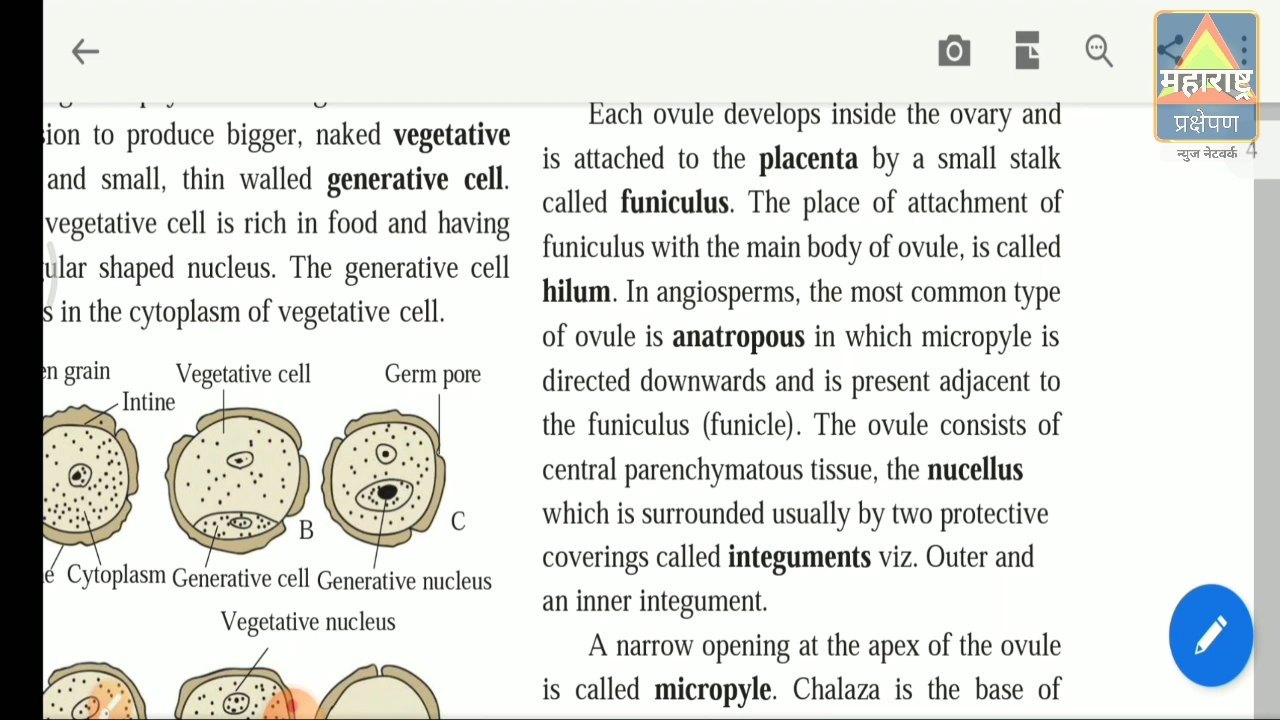 sion to produce bigger, naked vegetative
and small, thin walled generative cell.
vegetative cell is rich in food and having
ular shaped nucleus. The generative cell
s in the cytoplasm of vegetative cell.
en grain
Vegetative cell
Germ pore
Intine
B
C
e Cytoplasm
Generative cell
Generative nucleus
Vegetative nucleus
Each ovule develops inside the ovary and
is attached to the placenta by a small stalk
called funiculus. The place of attachment of
funiculus with the main body of ovule, is called
hilum. In angiosperms, the most common type
of ovule is anatropous in which micropyle is
directed downwards and is present adjacent to
the funiculus (funicle). The ovule consists of
central parenchymatous tissue, the nucellus
which is surrounded usually by two protective
coverings called integuments viz. Outer and
an inner integument.
A narrow opening at the apex of the ovule
is called micropyle. Chalaza is the base of
महाराष्ट्र
प्रक्षेपण
न्युज नेटवर्क
4